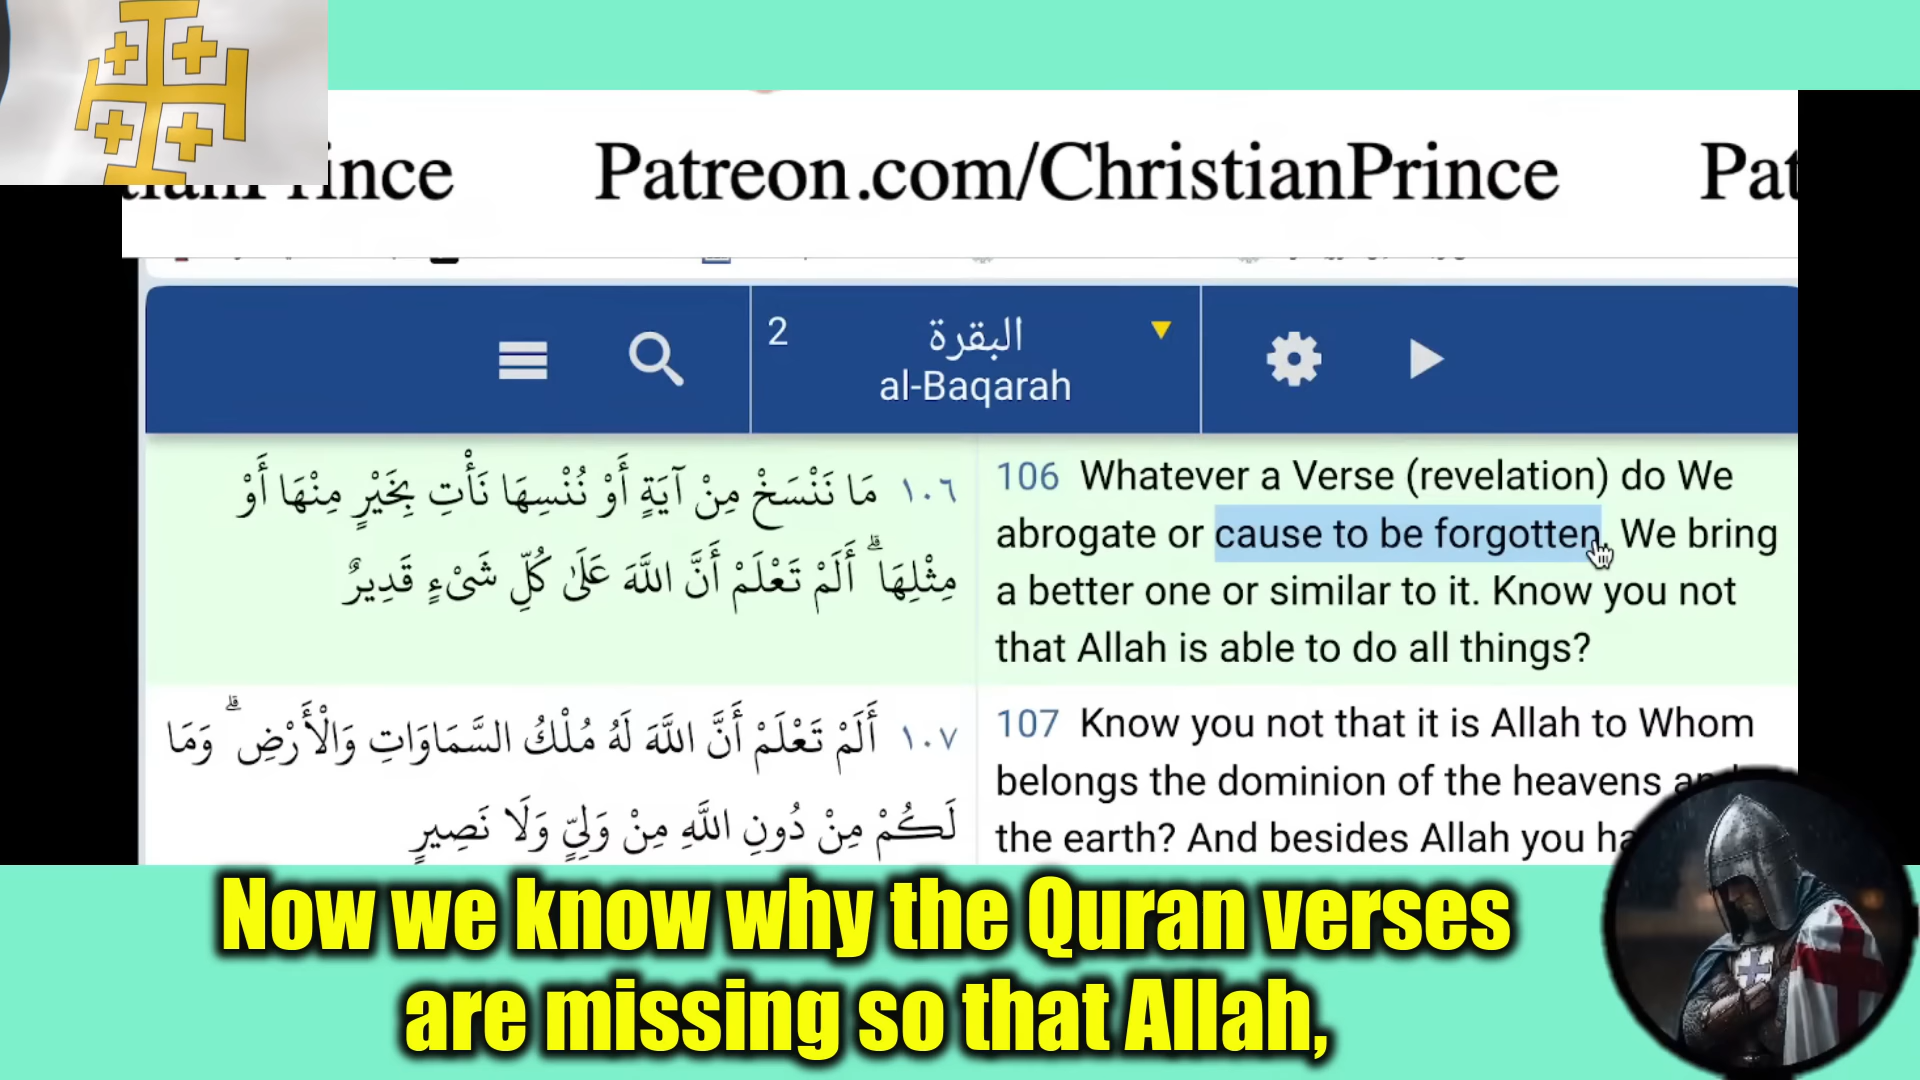 ince Patreon.com/ChristianPrince Pat
2 البقرة
al-Baqarah
١٠٦ مَا نَنْسَخْ مِنْ آيَةٍ أَوْ نُنْسِهَا نَأْتِ بِخَيْرٍ مِنْهَا أَوْ
مِثْلِهَا ۗ أَلَمْ تَعْلَمْ أَنَّ اللَّهَ عَلَىٰ كُلِّ شَىْءٍ قَدِيرٌ
106 Whatever a Verse (revelation) do We
abrogate or cause to be forgotten, We bring
a better one or similar to it. Know you not
that Allah is able to do all things?
١٠٧ أَلَمْ تَعْلَمْ أَنَّ اللَّهَ لَهُ مُلْكُ السَّمَاوَاتِ وَالْأَرْضِ ۗ وَمَا
لَكُمْ مِنْ دُونِ اللَّهِ مِنْ وَلِيٍّ وَلَا نَصِيرٍ
107 Know you not that it is Allah to Whom
belongs the dominion of the heavens
the earth? And besides Allah you ha
Now we know why the Quran verses
are missing so that Allah,